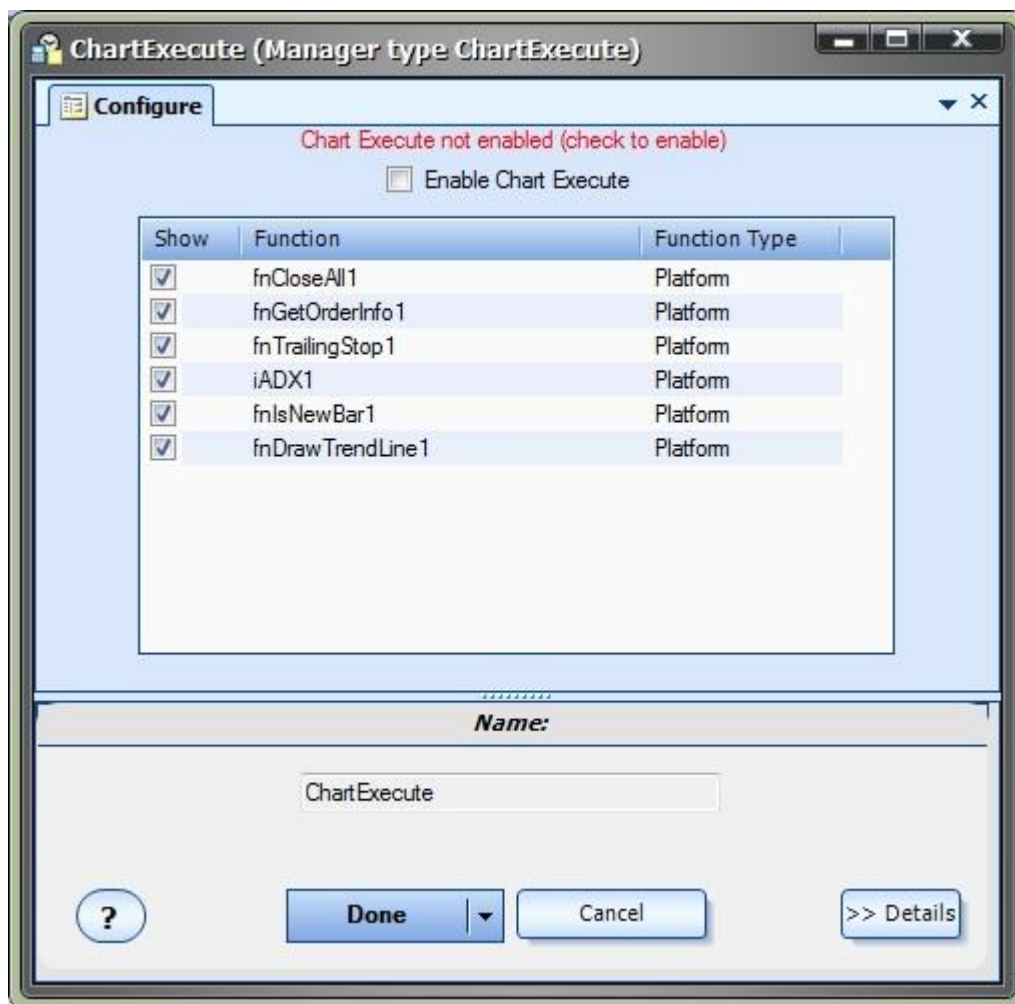 ChartExecute (Manager type ChartExecute)
Configure
Chart Execute not enabled (check to enable)
Enable Chart Execute
Show Function Function Type
fnCloseAll1 Platform
fnGetOrderInfo1 Platform
fnTrailingStop1 Platform
iADX1 Platform
fnIsNewBar1 Platform
fnDrawTrendLine1 Platform
Name:
ChartExecute
? Done Cancel >> Details